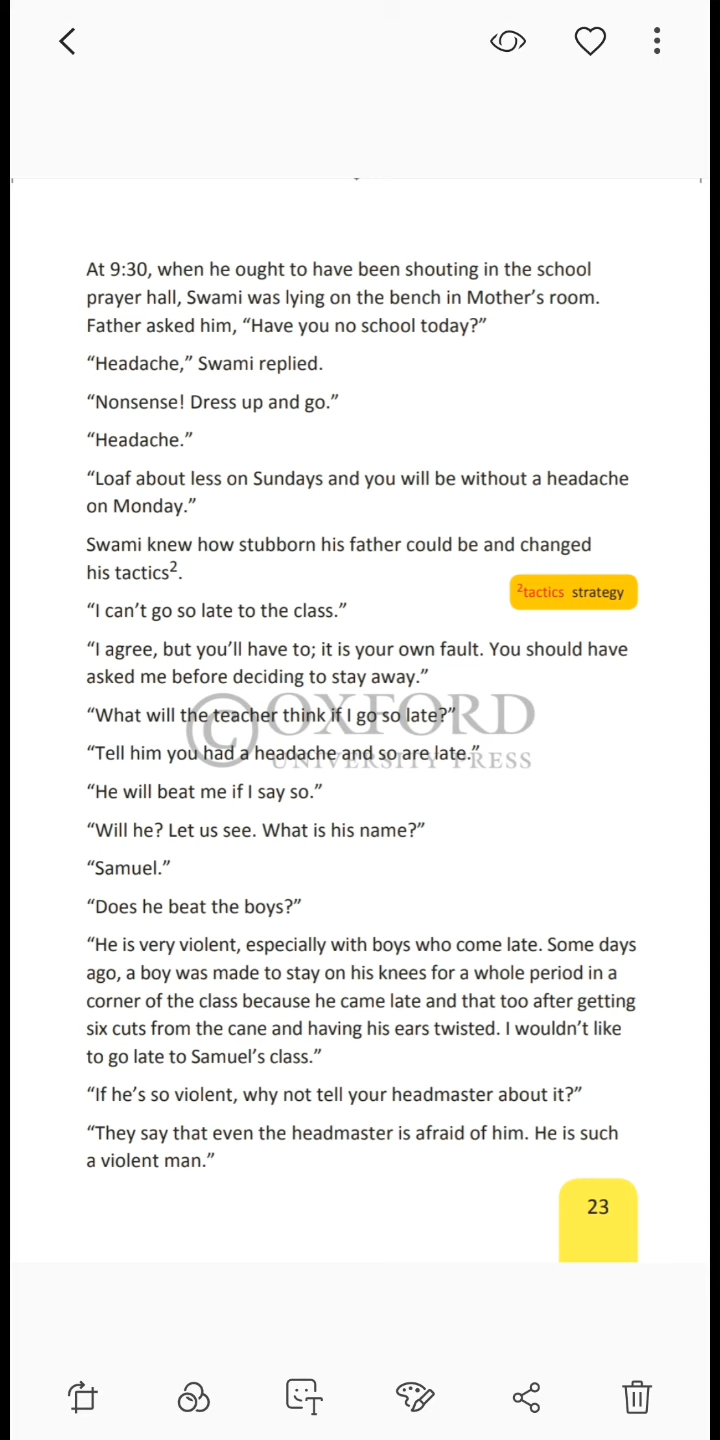 At 9:30, when he ought to have been shouting in the school
prayer hall, Swami was lying on the bench in Mother’s room.
Father asked him, “Have you no school today?”
“Headache,” Swami replied.
“Nonsense! Dress up and go.”
“Headache.”
“Loaf about less on Sundays and you will be without a headache
on Monday.”
Swami knew how stubborn his father could be and changed
his tactics².
²tactics strategy
“I can’t go so late to the class.”
“I agree, but you’ll have to; it is your own fault. You should have
asked me before deciding to stay away.”
“What will the teacher think if I go so late?”
© OXFORD
UNIVERSITY PRESS
“Tell him you had a headache and so are late.”
“He will beat me if I say so.”
“Will he? Let us see. What is his name?”
“Samuel.”
“Does he beat the boys?”
“He is very violent, especially with boys who come late. Some days
ago, a boy was made to stay on his knees for a whole period in a
corner of the class because he came late and that too after getting
six cuts from the cane and having his ears twisted. I wouldn’t like
to go late to Samuel’s class.”
“If he’s so violent, why not tell your headmaster about it?”
“They say that even the headmaster is afraid of him. He is such
a violent man.”
23
T